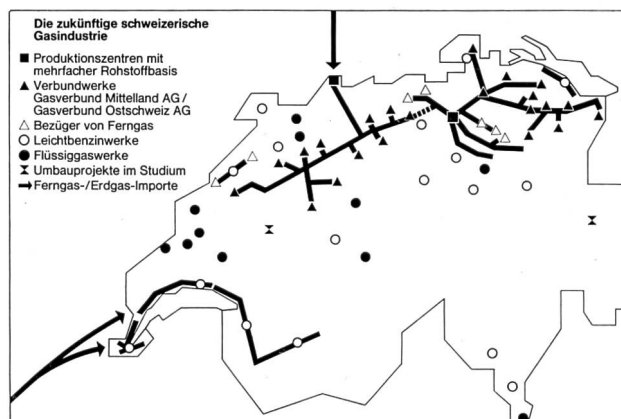 Die zukünftige schweizerische
Gasindustrie
Produktionszentren mit
mehrfacher Rohstoffbasis
Verbundwerke
Gasverbund Mittelland AG /
Gasverbund Ostschweiz AG
Bezüger von Ferngas
Leichtbenzinwerke
Flüssiggaswerke
Umbauprojekte im Studium
Ferngas-/Erdgas-Importe